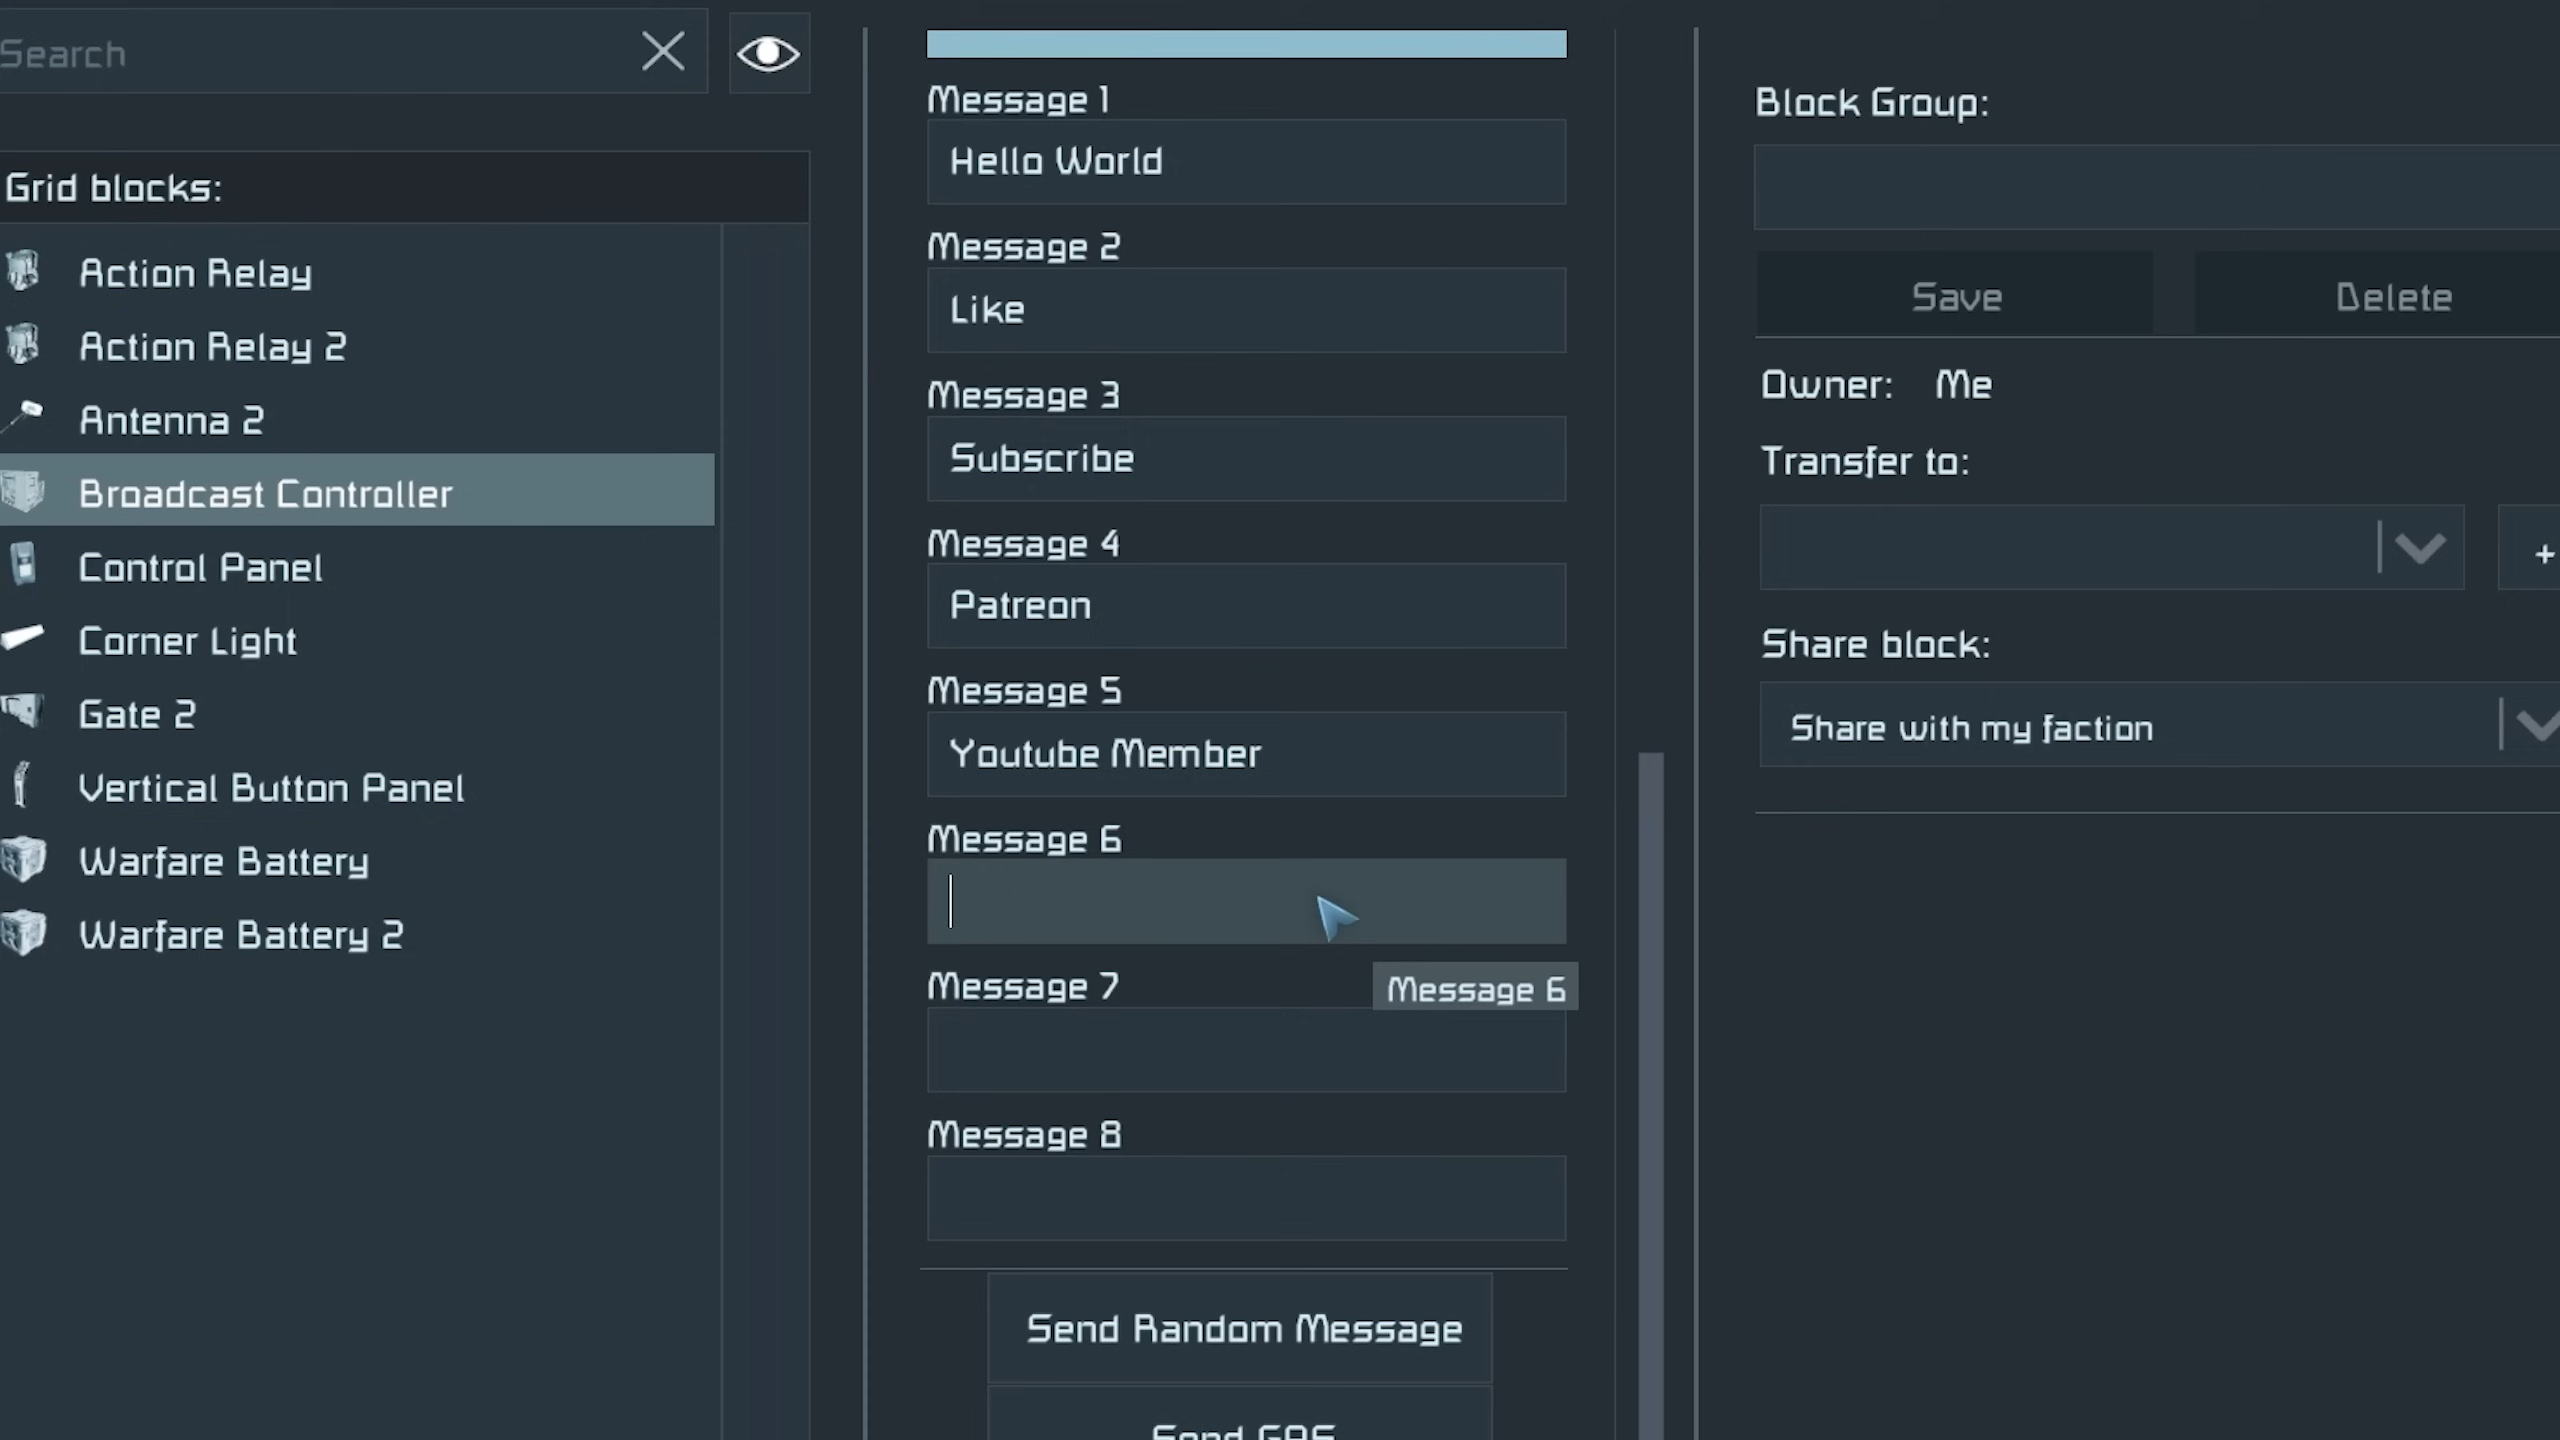 Search
Grid blocks:
Action Relay
Action Relay 2
Antenna 2
Broadcast Controller
Control Panel
Corner Light
Gate 2
Vertical Button Panel
Warfare Battery
Warfare Battery 2
Message 1
Hello World
Message 2
Like
Message 3
Subscribe
Message 4
Patreon
Message 5
Youtube Member
Message 6
Message 7
Message 6
Message 8
Send Random Message
Send GPS
Block Group:
Save
Delete
Owner: Me
Transfer to:
+
Share block:
Share with my faction